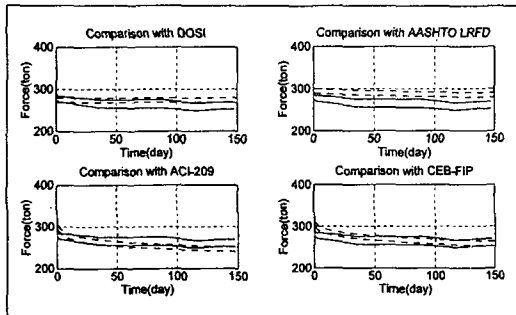 Comparison with DOSI
400
300
200
Force(ton)
0
50
100
150
Time(day)
Comparison with AASHTO LRFD
400
300
200
Force(ton)
0
50
100
150
Time(day)
Comparison with ACI-209
400
300
200
Force(ton)
0
50
100
150
Time(day)
Comparison with CEB-FIP
400
300
200
Force(ton)
0
50
100
150
Time(day)